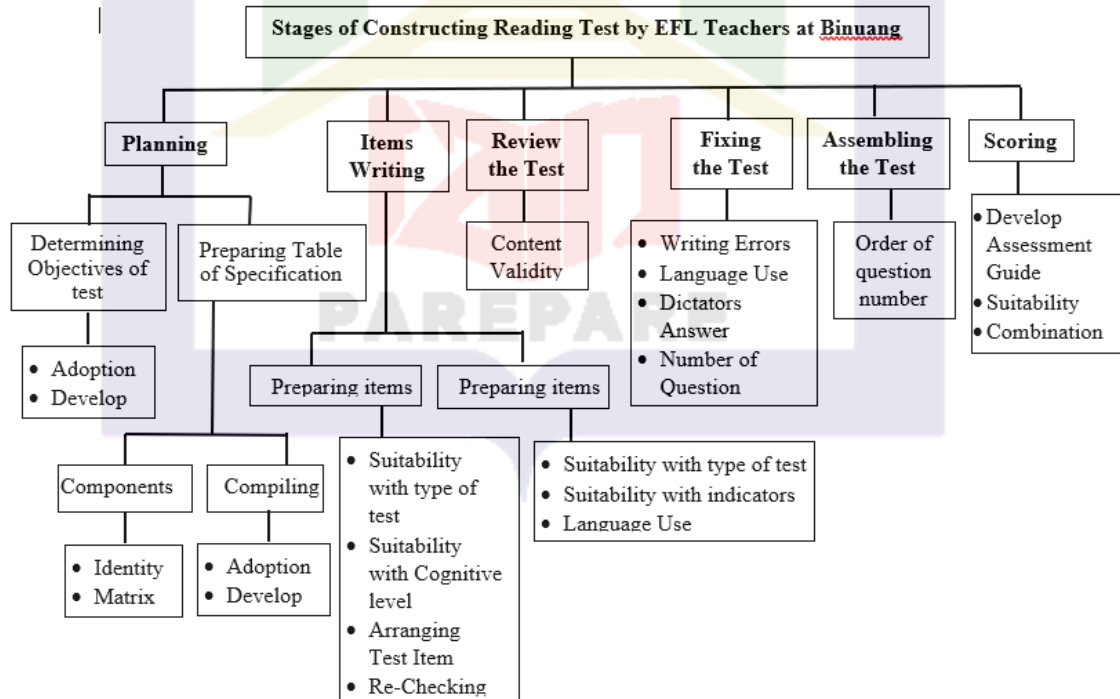 Stages of Constructing Reading Test by EFL Teachers at Binuang
Planning
Items
Writing
Review
the Test
Fixing
the Test
Assembling
the Test
Scoring
Determining
Objectives of
test
Preparing Table
of Specification
Content
Validity
• Writing Errors
• Language Use
• Dictators
Answer
• Number of
Question
Order of
question
number
• Develop
Assessment
Guide
• Suitability
• Combination
PAREPARE
• Adoption
• Develop
Preparing items
Preparing items
Components
Compiling
• Suitability
with type of
test
• Suitability
with Cognitive
level
• Arranging
Test Item
• Re-Checking
• Suitability with type of test
• Suitability with indicators
• Language Use
• Identity
• Matrix
• Adoption
• Develop